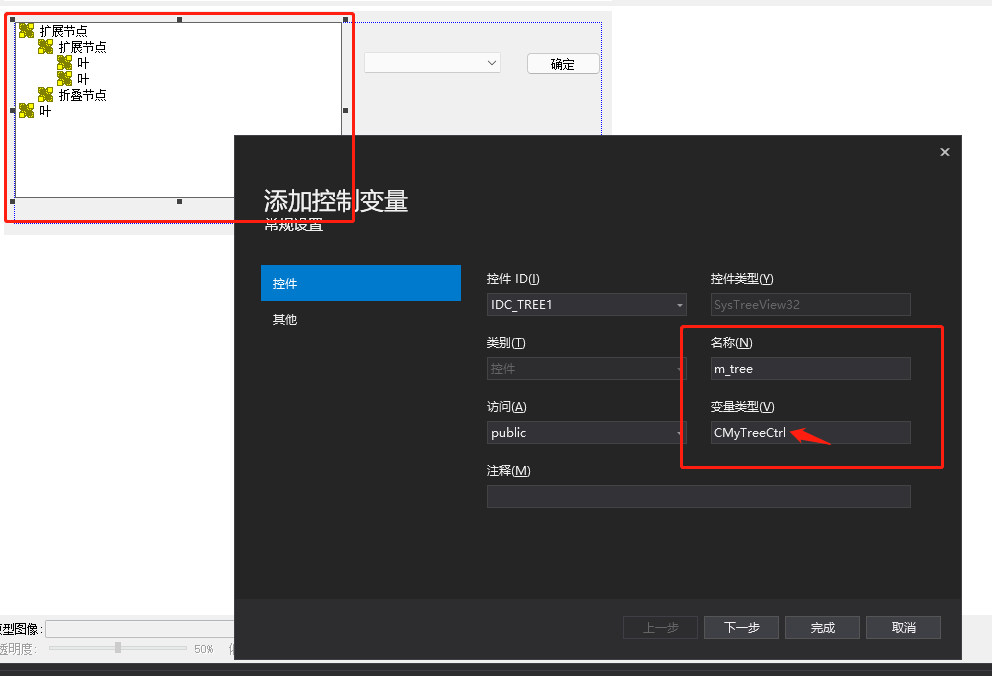 扩展节点
扩展节点
叶
叶
折叠节点
叶
确定
添加控制变量
常规设置
控件
其他
控件 ID(I)
控件类型(Y)
IDC_TREE1
SysTreeView32
类别(T)
名称(N)
控件
m_tree
访问(A)
变量类型(V)
public
CMyTreeCtrl
注释(M)
上一步
下一步
完成
取消
型图像:
透明度:
50%